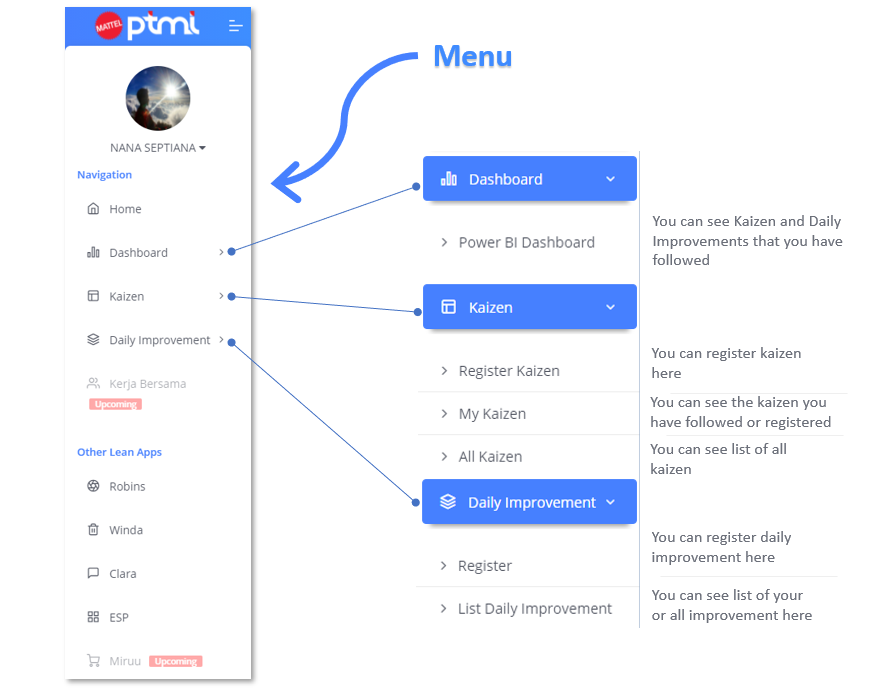 MATTEL ptmi
Menu
NANA SEPTIANA
Navigation
Home
Dashboard
Kaizen
Daily Improvement
Kerja Bersama
Upcoming
Other Lean Apps
Robins
Winda
Clara
ESP
Miruu Upcoming
Dashboard
Power BI Dashboard
You can see Kaizen and Daily
Improvements that you have
followed
Kaizen
Register Kaizen
You can register kaizen
here
My Kaizen
You can see the kaizen you
have followed or registered
All Kaizen
You can see list of all
kaizen
Daily Improvement
Register
You can register daily
improvement here
List Daily Improvement
You can see list of your
or all improvement here